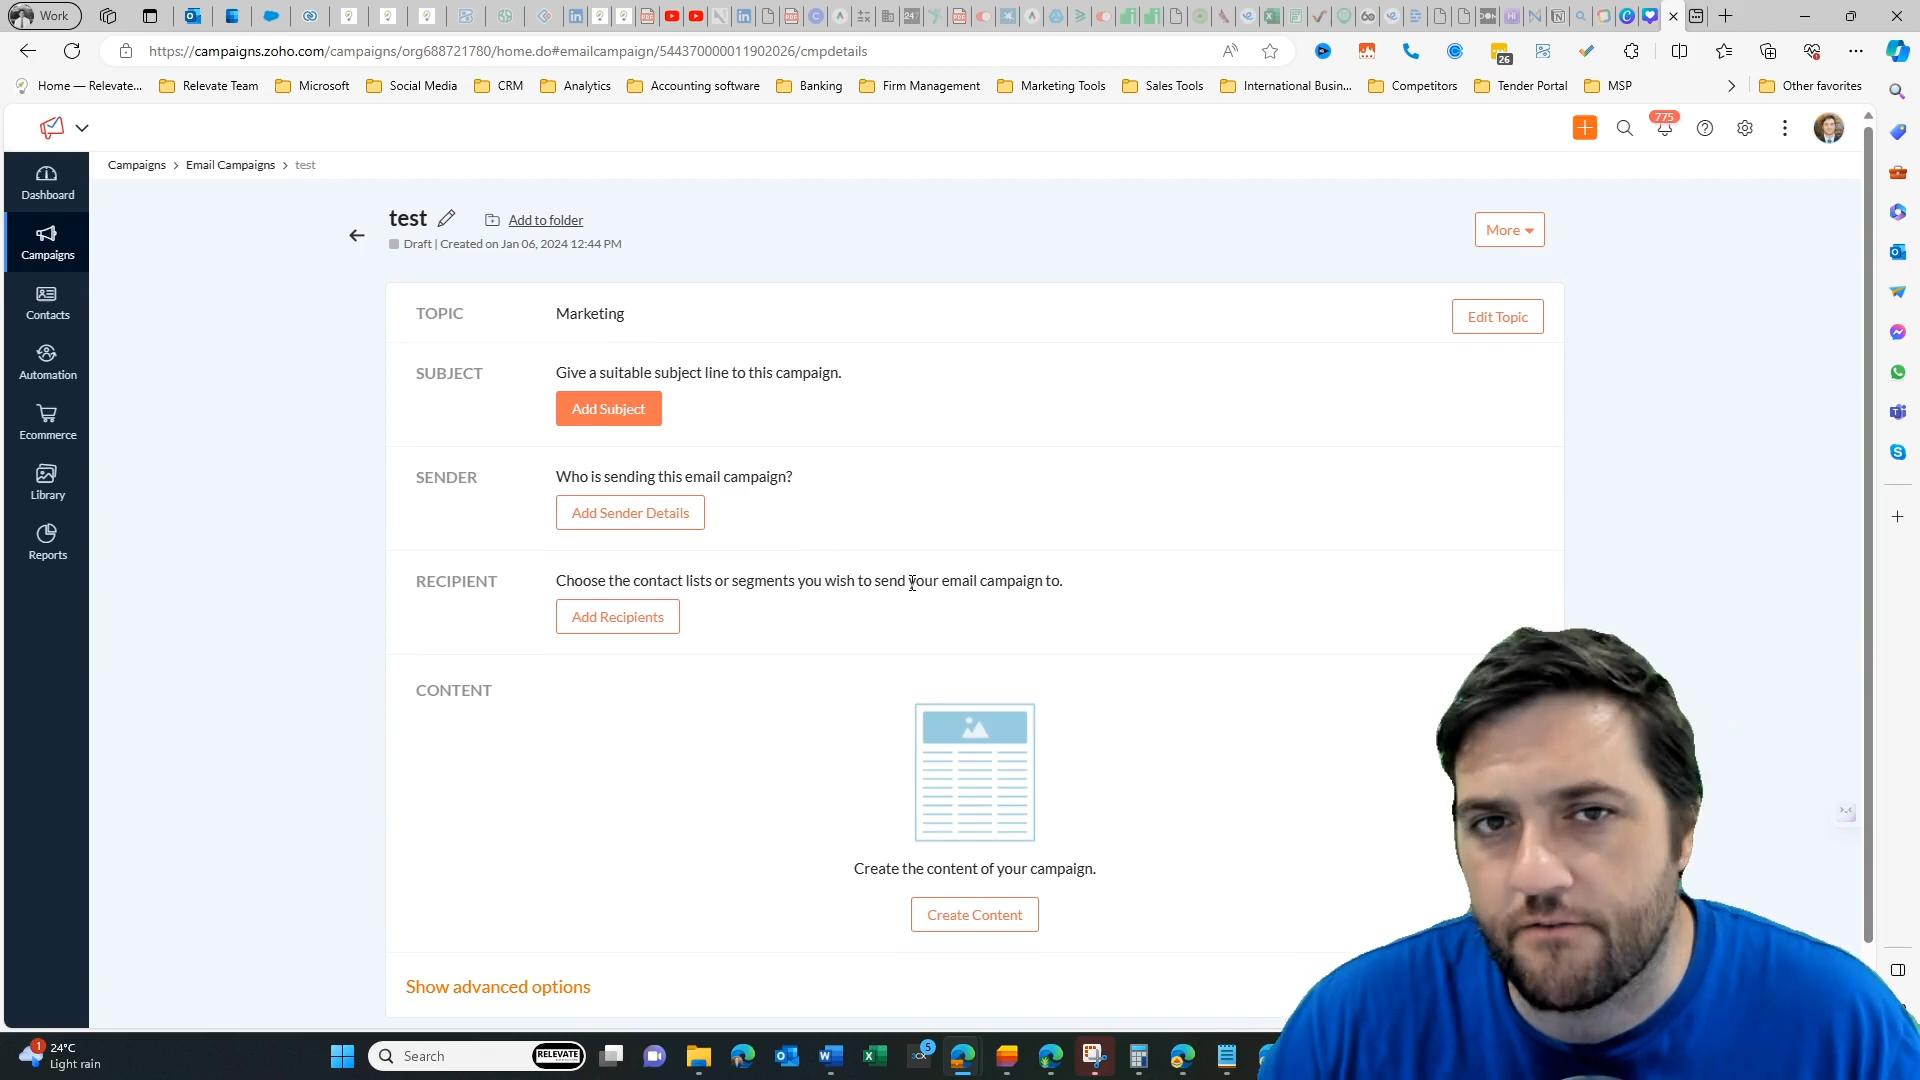 Work
https://campaigns.zoho.com/campaigns/org688721780/home.do#emailcampaign/544370000011902026/cmpdetails
26
Home — Relevate...
Relevate Team
Microsoft
Social Media
CRM
Analytics
Accounting software
Banking
Firm Management
Marketing Tools
Sales Tools
International Busin...
Competitors
Tender Portal
MSP
Other favorites
775
Campaigns > Email Campaigns > test
Dashboard
Campaigns
Contacts
Automation
Ecommerce
Library
Reports
test
Add to folder
Draft | Created on Jan 06, 2024 12:44 PM
More
TOPIC
Marketing
Edit Topic
SUBJECT
Give a suitable subject line to this campaign.
Add Subject
SENDER
Who is sending this email campaign?
Add Sender Details
RECIPIENT
Choose the contact lists or segments you wish to send your email campaign to.
Add Recipients
CONTENT
Create the content of your campaign.
Create Content
Show advanced options
1
24°C
Light rain
Search
RELEVATE
5